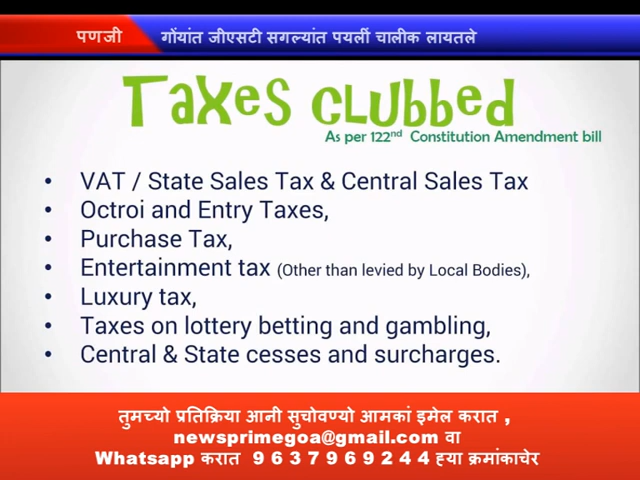 पणजी
गोंयांत जीएसटी सगल्यांत पयलीं चालीक लायतले
Taxes clubbed
As per 122nd Constitution Amendment bill
• VAT / State Sales Tax & Central Sales Tax
• Octroi and Entry Taxes,
• Purchase Tax,
• Entertainment tax (Other than levied by Local Bodies),
• Luxury tax,
• Taxes on lottery betting and gambling,
• Central & State cesses and surcharges.
तुमच्यो प्रतिक्रिया आनी सुचोवण्यो आमकां इमेल करात ,
newsprimegoa@gmail.com वा
Whatsapp करात 9 6 3 7 9 6 9 2 4 4 ह्या क्रमांकाचेर